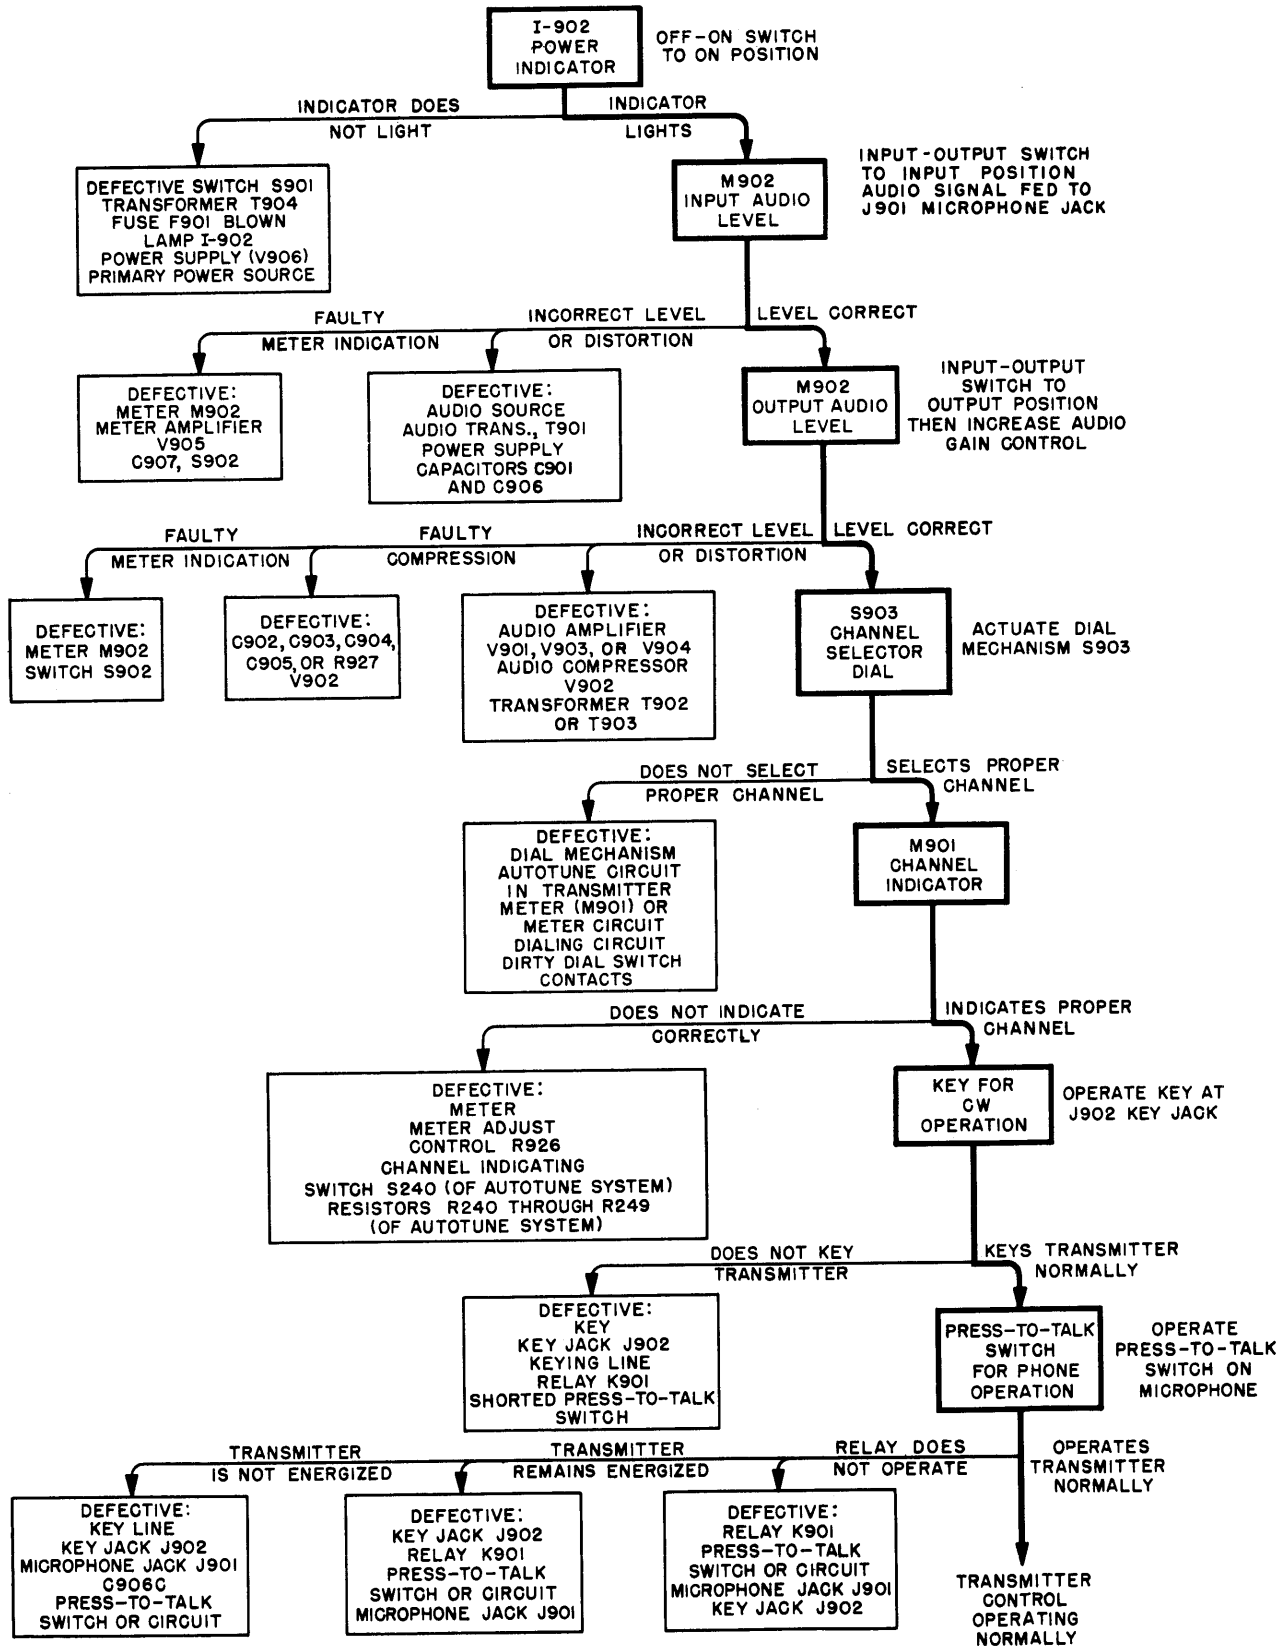 I-902
POWER
INDICATOR
OFF-ON SWITCH
TO ON POSITION
INDICATOR DOES
NOT LIGHT
INDICATOR
LIGHTS
DEFECTIVE SWITCH S901
TRANSFORMER T904
FUSE F901 BLOWN
LAMP I-902
POWER SUPPLY (V906)
PRIMARY POWER SOURCE
M902
INPUT AUDIO
LEVEL
INPUT-OUTPUT SWITCH
TO INPUT POSITION
AUDIO SIGNAL FED TO
J901 MICROPHONE JACK
FAULTY
METER INDICATION
INCORRECT LEVEL
OR DISTORTION
LEVEL CORRECT
DEFECTIVE:
METER M902
METER AMPLIFIER
V905
C907, S902
DEFECTIVE:
AUDIO SOURCE
AUDIO TRANS., T901
POWER SUPPLY
CAPACITORS C901
AND C906
M902
OUTPUT AUDIO
LEVEL
INPUT-OUTPUT
SWITCH TO
OUTPUT POSITION
THEN INCREASE AUDIO
GAIN CONTROL
FAULTY
METER INDICATION
FAULTY
COMPRESSION
INCORRECT LEVEL
OR DISTORTION
LEVEL CORRECT
DEFECTIVE:
METER M902
SWITCH S902
DEFECTIVE:
C902, C903, C904,
C905, OR R927
V902
DEFECTIVE:
AUDIO AMPLIFIER
V901, V903, OR V904
AUDIO COMPRESSOR
V902
TRANSFORMER T902
OR T903
S903
CHANNEL
SELECTOR
DIAL
ACTUATE DIAL
MECHANISM S903
DOES NOT SELECT
PROPER CHANNEL
SELECTS PROPER
CHANNEL
DEFECTIVE:
DIAL MECHANISM
AUTOTUNE CIRCUIT
IN TRANSMITTER
METER (M901) OR
METER CIRCUIT
DIALING CIRCUIT
DIRTY DIAL SWITCH
CONTACTS
M901
CHANNEL
INDICATOR
DOES NOT INDICATE
CORRECTLY
INDICATES PROPER
CHANNEL
DEFECTIVE:
METER
METER ADJUST
CONTROL R926
CHANNEL INDICATING
SWITCH S240 (OF AUTOTUNE SYSTEM)
RESISTORS R240 THROUGH R249
(OF AUTOTUNE SYSTEM)
KEY FOR
CW
OPERATION
OPERATE KEY AT
J902 KEY JACK
DOES NOT KEY
TRANSMITTER
KEYS TRANSMITTER
NORMALLY
DEFECTIVE:
KEY
KEY JACK J902
KEYING LINE
RELAY K901
SHORTED PRESS-TO-TALK
SWITCH
PRESS-TO-TALK
SWITCH
FOR PHONE
OPERATION
OPERATE
PRESS-TO-TALK
SWITCH ON
MICROPHONE
TRANSMITTER
IS NOT ENERGIZED
TRANSMITTER
REMAINS ENERGIZED
RELAY DOES
NOT OPERATE
OPERATES
TRANSMITTER
NORMALLY
DEFECTIVE:
KEY LINE
KEY JACK J902
MICROPHONE JACK J901
C906C
PRESS-TO-TALK
SWITCH OR CIRCUIT
DEFECTIVE:
KEY JACK J902
RELAY K901
PRESS-TO-TALK
SWITCH OR CIRCUIT
MICROPHONE JACK J901
DEFECTIVE:
RELAY K901
PRESS-TO-TALK
SWITCH OR CIRCUIT
MICROPHONE JACK J901
KEY JACK J902
TRANSMITTER
CONTROL
OPERATING
NORMALLY